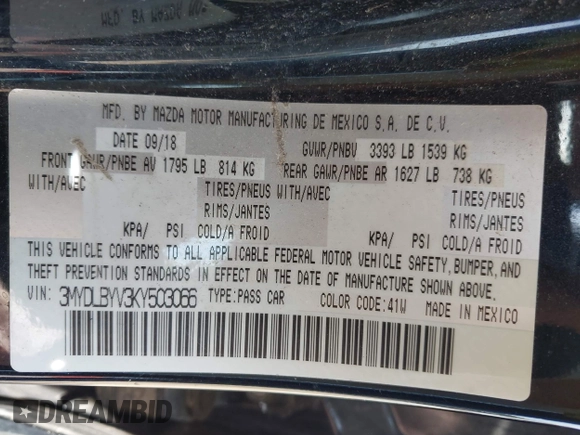 MFD. BY MAZDA MOTOR MANUFACTURING DE MEXICO S.A. DE C.V.
DATE 09/18 GVWR/PNBV 3393 LB 1539 KG
FRONT GAWR/PNBE AV 1795 LB 814 KG REAR GAWR/PNBE AR 1627 LB 738 KG
WITH/AVEC TIRES/PNEUS WITH/AVEC TIRES/PNEUS
RIMS/JANTES RIMS/JANTES
KPA/ PSI COLD/A FROID KPA/ PSI COLD/A FROID
THIS VEHICLE CONFORMS TO ALL APPLICABLE FEDERAL MOTOR VEHICLE SAFETY, BUMPER, AND
THEFT PREVENTION STANDARDS IN EFFECT ON THE DATE OF MANUFACTURE SHOWN ABOVE.
VIN: 3MYDLBYV3KY503066 TYPE:PASS CAR COLOR CODE:41W MADE IN MEXICO
DREAMBID